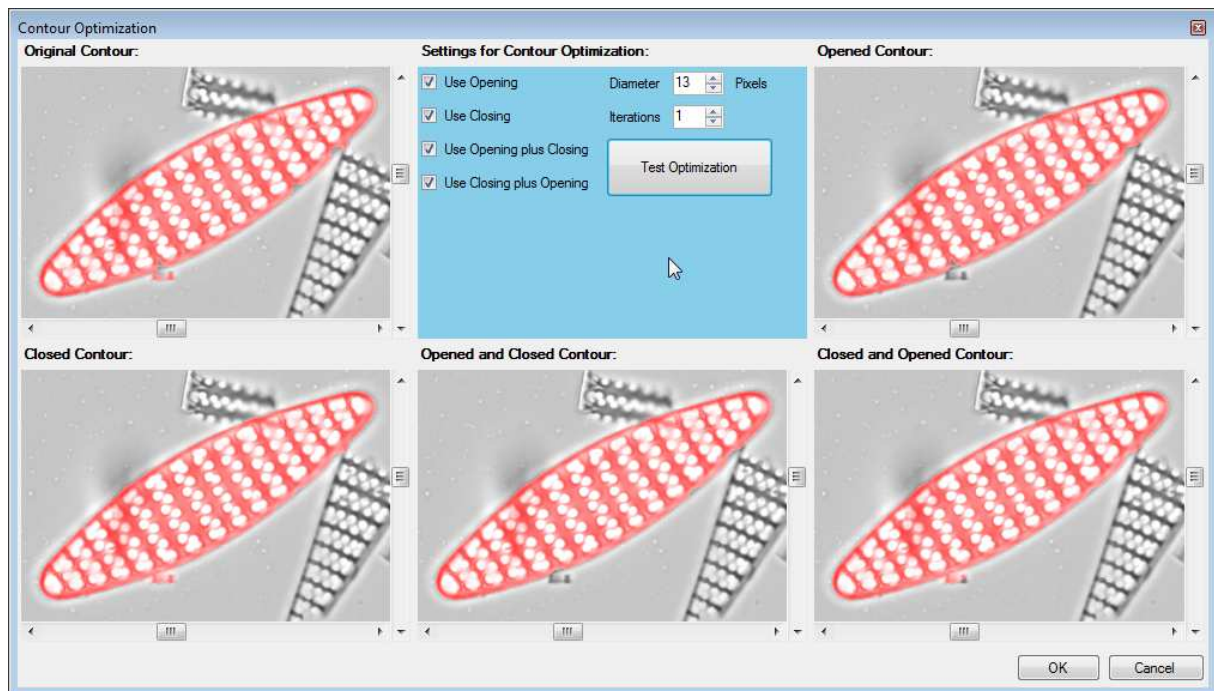 Contour Optimization
Original Contour:
Settings for Contour Optimization:
Opened Contour:
Use Opening
Diameter 13 Pixels
Use Closing
Iterations 1
Use Opening plus Closing
Test Optimization
Use Closing plus Opening
Closed Contour:
Opened and Closed Contour:
Closed and Opened Contour:
OK
Cancel